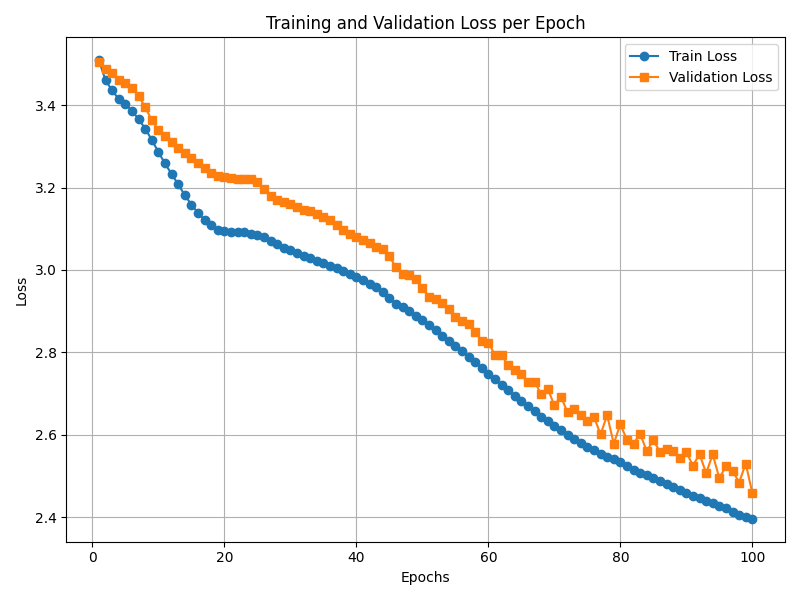 Training and Validation Loss per Epoch
Train Loss
Validation Loss
Loss
3.4
3.2
3.0
2.8
2.6
2.4
0 20 40 60 80 100
Epochs